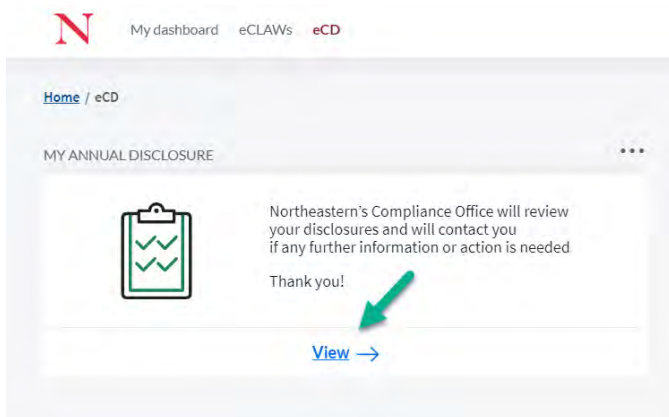 N My dashboard eCLAWs eCD
Home / eCD
MY ANNUAL DISCLOSURE
Northeastern's Compliance Office will review
your disclosures and will contact you
if any further information or action is needed
Thank you!
View